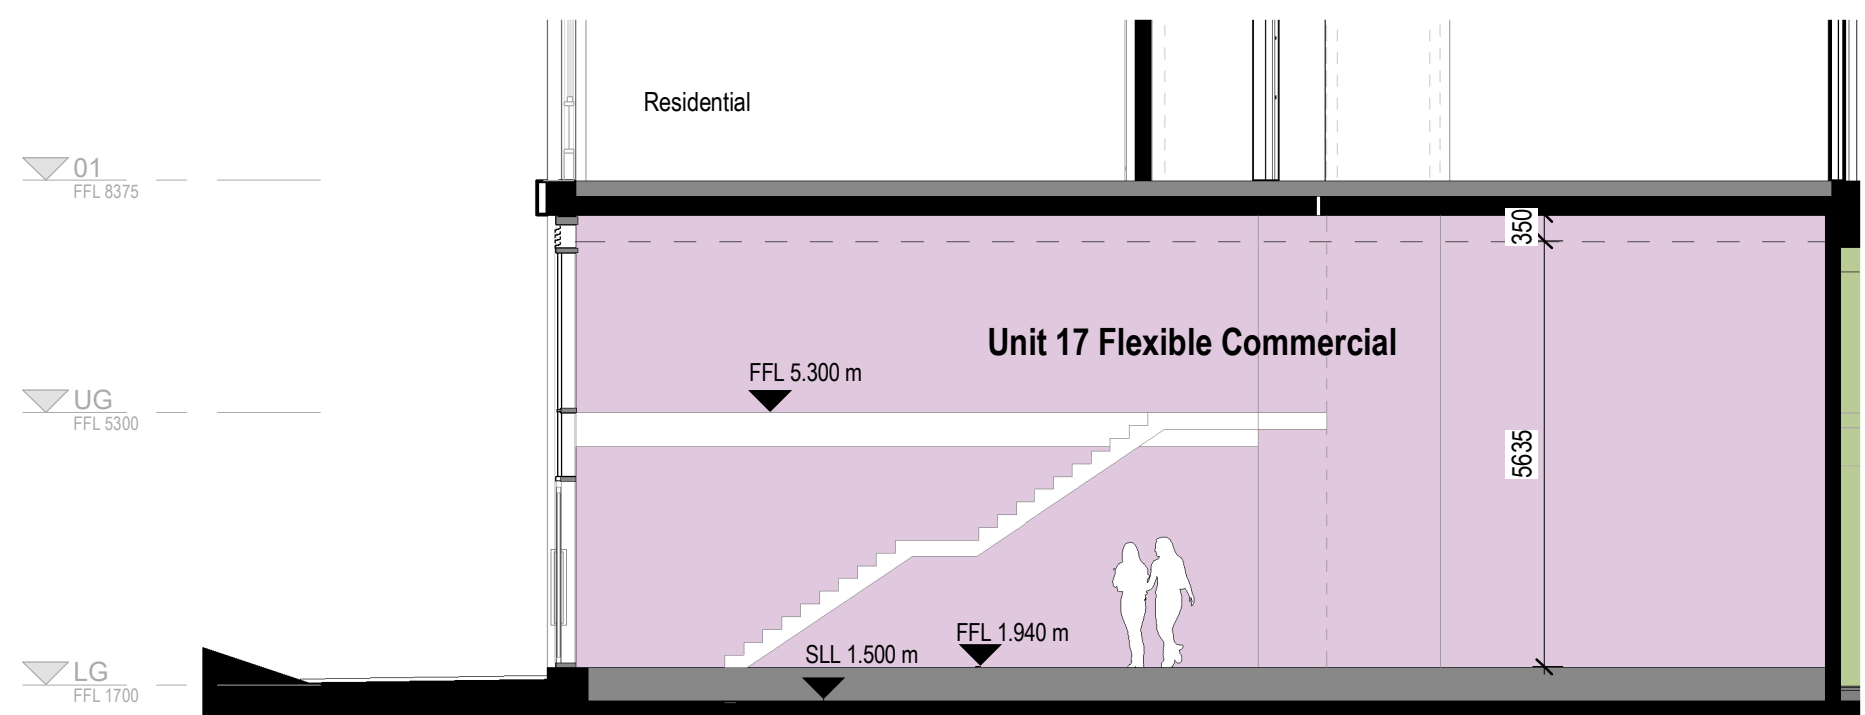 Residential
01
FFL 8375
350
Unit 17 Flexible Commercial
FFL 5.300 m
UG
FFL 5300
5635
FFL 1.940 m
SLL 1.500 m
LG
FFL 1700